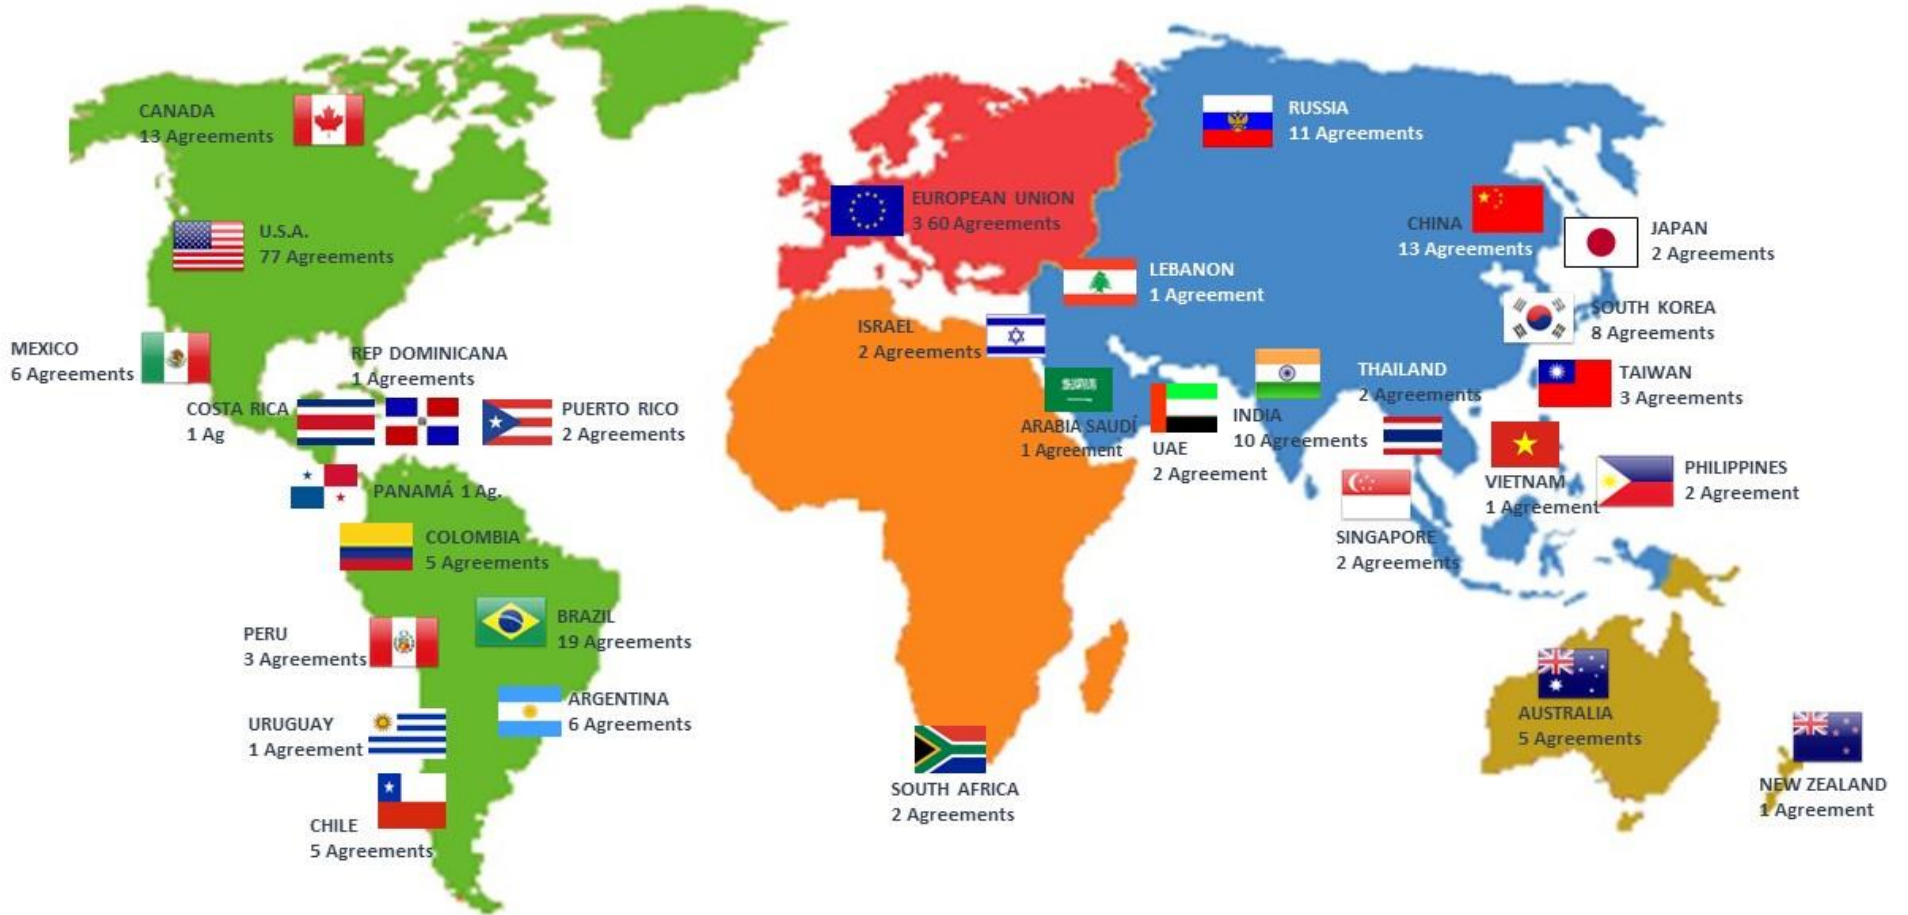 CANADA
13 Agreements
U.S.A.
77 Agreements
MEXICO
6 Agreements
REP DOMINICANA
1 Agreements
COSTA RICA
1 Ag
PUERTO RICO
2 Agreements
PANAMÁ 1 Ag.
COLOMBIA
5 Agreements
BRAZIL
19 Agreements
PERU
3 Agreements
ARGENTINA
6 Agreements
URUGUAY
1 Agreement
CHILE
5 Agreements
EUROPEAN UNION
3 60 Agreements
RUSSIA
11 Agreements
LEBANON
1 Agreement
ISRAEL
2 Agreements
ARABIA SAUDÍ
1 Agreement
UAE
2 Agreement
INDIA
10 Agreements
CHINA
13 Agreements
JAPAN
2 Agreements
SOUTH KOREA
8 Agreements
THAILAND
2 Agreements
TAIWAN
3 Agreements
VIETNAM
1 Agreement
PHILIPPINES
2 Agreement
SINGAPORE
2 Agreements
SOUTH AFRICA
2 Agreements
AUSTRALIA
5 Agreements
NEW ZEALAND
1 Agreement